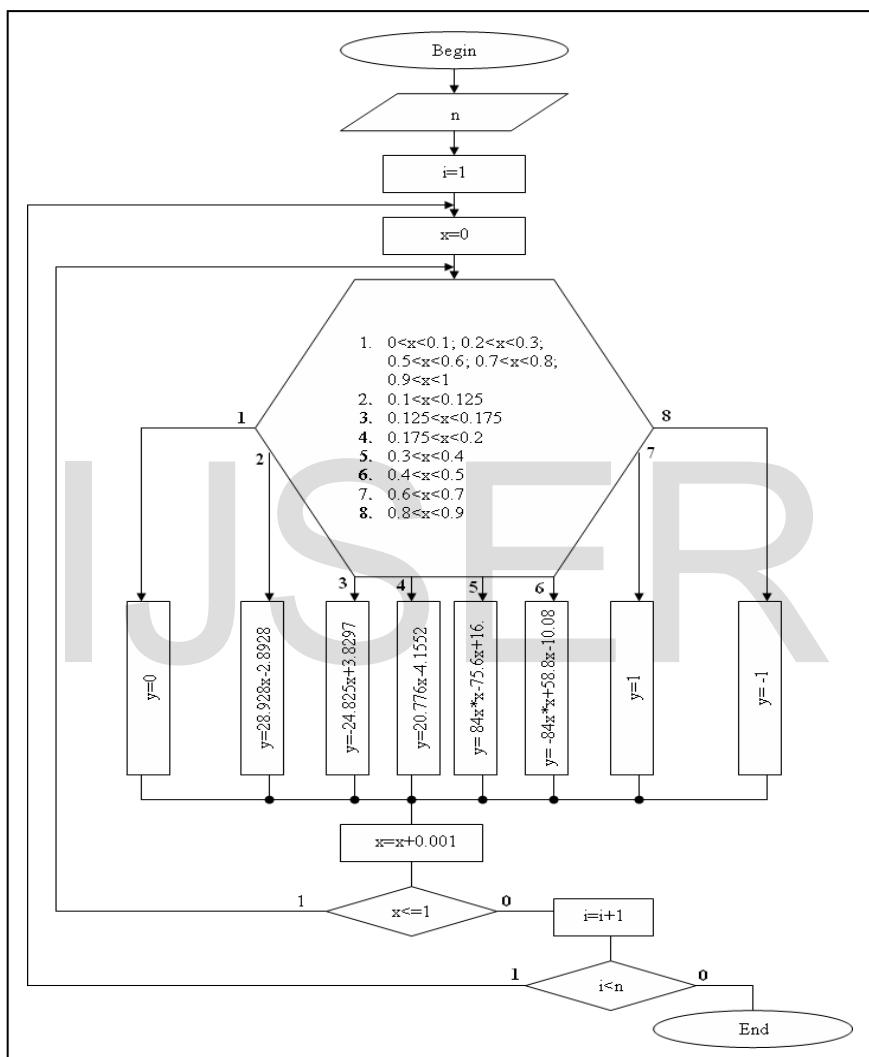 Begin
n
i=1
x=0
1. 0<x<0.1; 0.2<x<0.3;
0.5<x<0.6; 0.7<x<0.8;
0.9<x<1
2. 0.1<x<0.125
3. 0.125<x<0.175
4. 0.175<x<0.2
5. 0.3<x<0.4
6. 0.4<x<0.5
7. 0.6<x<0.7
8. 0.8<x<0.9
1
2
3
4
5
6
7
8
IJSER
y=0
y=28.928x-2.8928
y=-24.825x+3.8297
y=20.776x-4.1552
y= 84x*x-75.6x+16.
y= -84x*x+58.8x-10.08
y=1
y= -1
x=x+0.001
1
x<=1
0
i=i+1
1
i<n
0
End